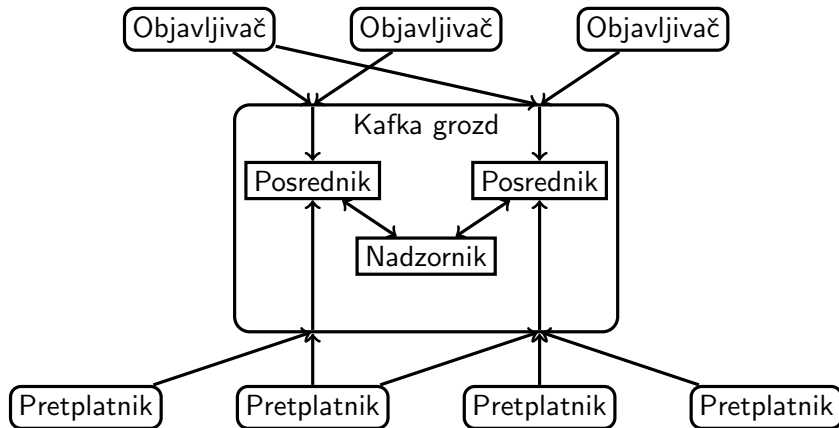 Objavljivač
Objavljivač
Objavljivač
Kafka grozd
Posrednik
Posrednik
Nadzornik
Pretplatnik
Pretplatnik
Pretplatnik
Pretplatnik